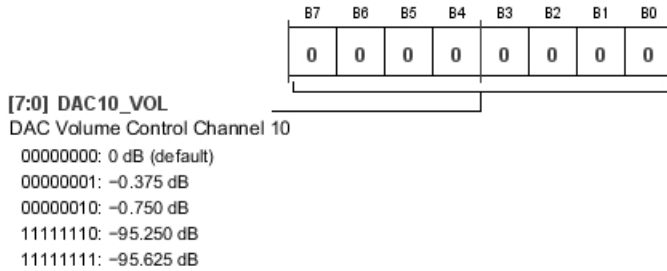 B7 B6 B5 B4 B3 B2 B1 B0
0 0 0 0 0 0 0 0
[7:0] DAC10_VOL
DAC Volume Control Channel 10
00000000: 0 dB (default)
00000001: −0.375 dB
00000010: −0.750 dB
11111110: −95.250 dB
11111111: −95.625 dB